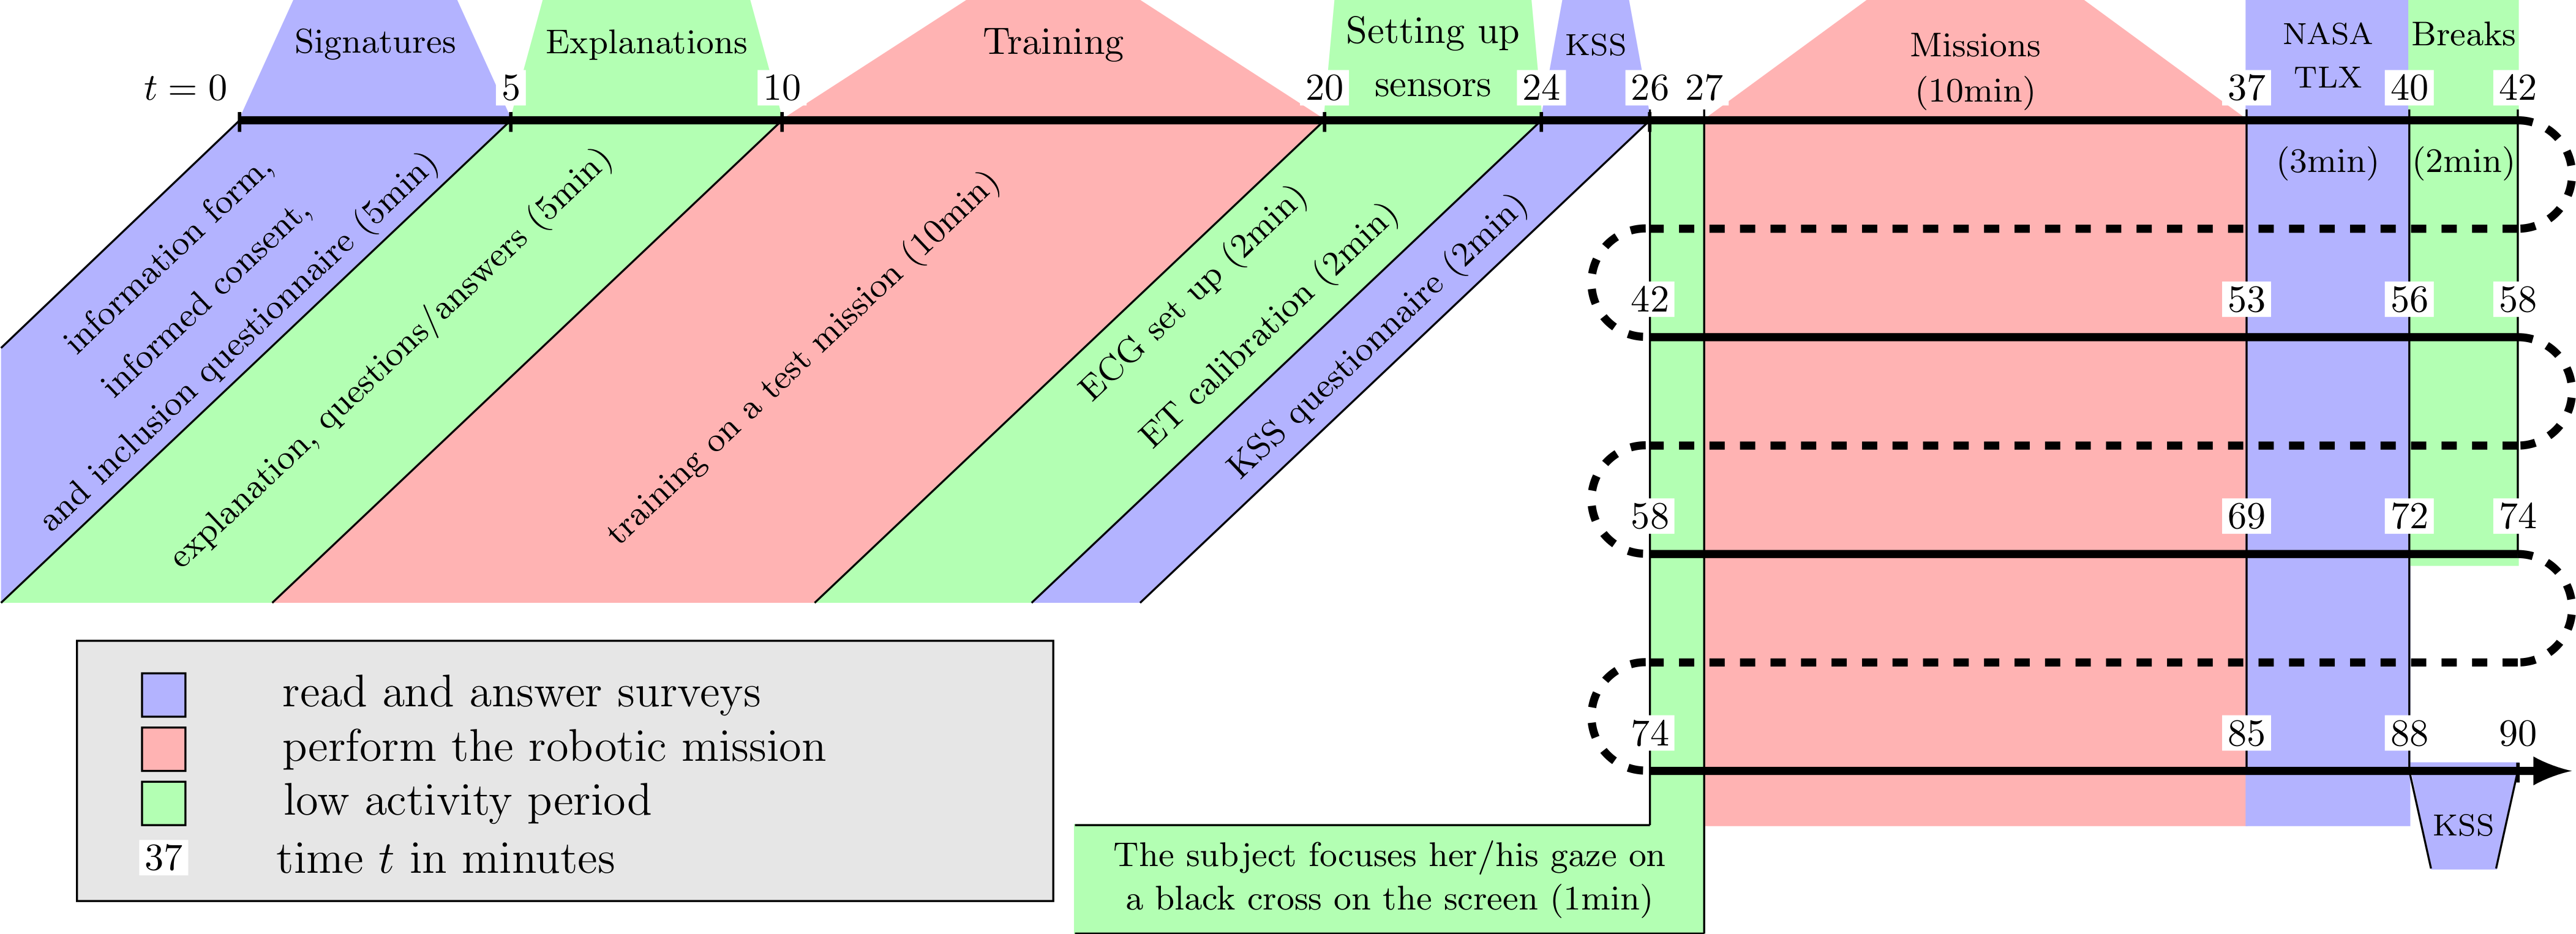 Signatures
Explanations
Training
Setting up
sensors
KSS
Missions
(10min)
NASA
TLX
Breaks
t = 0
5
10
20
24
26
27
37
40
42
(3min)
(2min)
information form,
informed consent,
and inclusion questionnaire (5min)
explanation, questions/answers (5min)
training on a test mission (10min)
ECG set up (2min)
ET calibration (2min)
KSS questionnaire (2min)
42
53
56
58
58
69
72
74
74
85
88
90
KSS
read and answer surveys
perform the robotic mission
low activity period
37 time t in minutes
The subject focuses her/his gaze on
a black cross on the screen (1min)